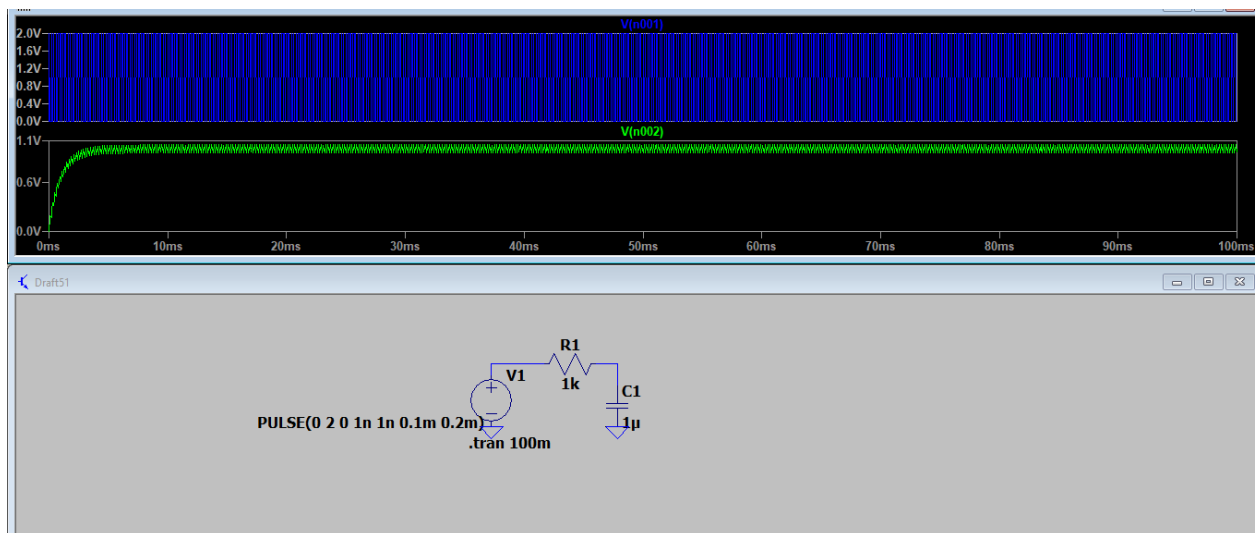 V(n001)
2.0V
1.6V
1.2V
0.8V
0.4V
0.0V
V(n002)
1.1V
0.6V
0.0V
0ms 10ms 20ms 30ms 40ms 50ms 60ms 70ms 80ms 90ms 100ms
Draft51
R1
V1
1k
C1
PULSE(0 2 0 1n 1n 0.1m 0.2m)
1µ
.tran 100m